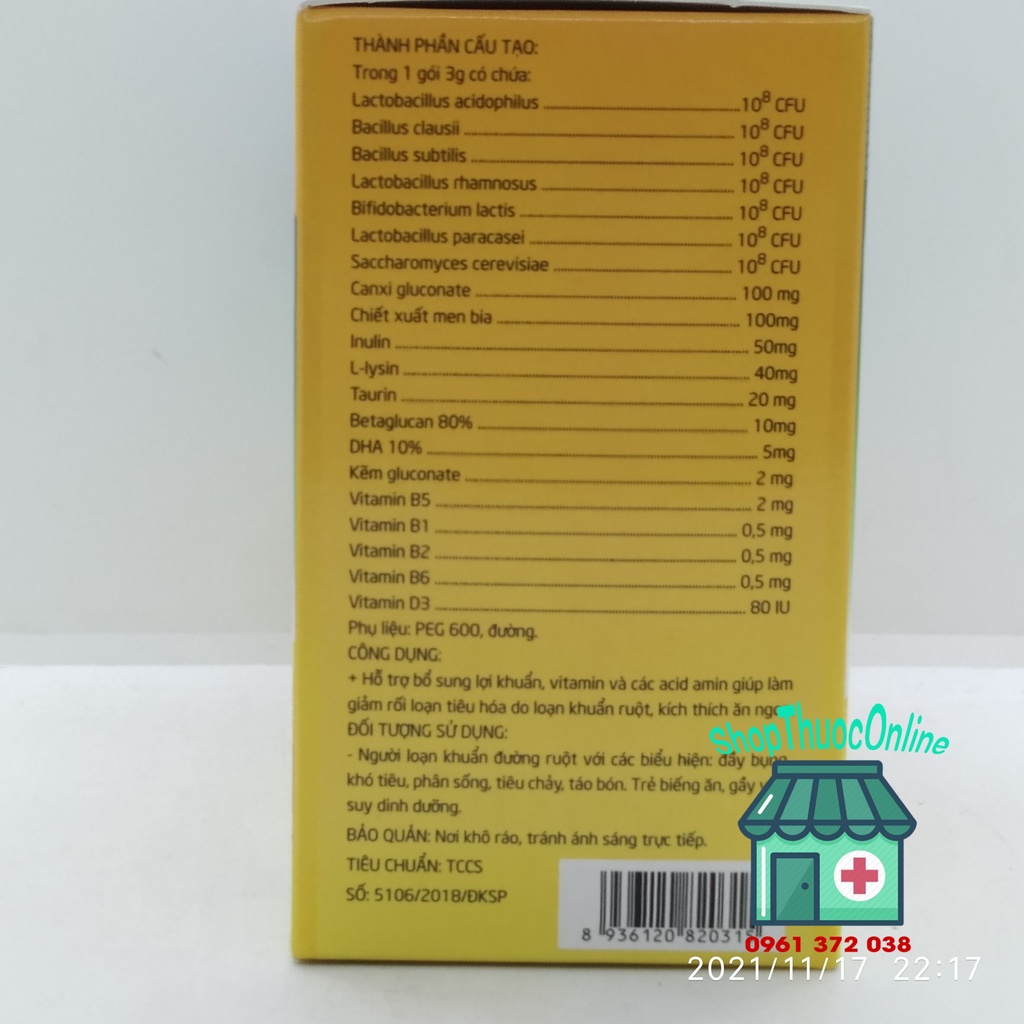 THÀNH PHẦN CẤU TẠO:
Trong 1 gói 3g có chứa:
Lactobacillus acidophilus 10⁸ CFU
Bacillus clausii 10⁸ CFU
Bacillus subtilis 10⁸ CFU
Lactobacillus rhamnosus 10⁸ CFU
Bifidobacterium lactis 10⁸ CFU
Lactobacillus paracasei 10⁸ CFU
Saccharomyces cerevisiae 10⁸ CFU
Canxi gluconate 100 mg
Chiết xuất men bia 100mg
Inulin 50mg
L-lysin 40mg
Taurin 20 mg
Betaglucan 80% 10mg
DHA 10% 5mg
Kẽm gluconate 2 mg
Vitamin B5 2 mg
Vitamin B1 0,5 mg
Vitamin B2 0,5 mg
Vitamin B6 0,5 mg
Vitamin D3 80 IU
Phụ liệu: PEG 600, đường.
CÔNG DỤNG:
+ Hỗ trợ bổ sung lợi khuẩn, vitamin và các acid amin giúp làm
giảm rối loạn tiêu hóa do loạn khuẩn ruột, kích thích ăn
ĐỐI TƯỢNG SỬ DỤNG:
- Người loạn khuẩn đường ruột với các biểu hiện: đầy bụng,
khó tiêu, phân sống, tiêu chảy, táo bón. Trẻ biếng ăn, gầy
suy dinh dưỡng.
BẢO QUẢN: Nơi khô ráo, tránh ánh sáng trực tiếp.
TIÊU CHUẨN: TCCS
SỐ: 5106/2018/ĐKSP
8 936120 820315
ShopThuocOnline
0961 372 038
2021/11/17 22:17